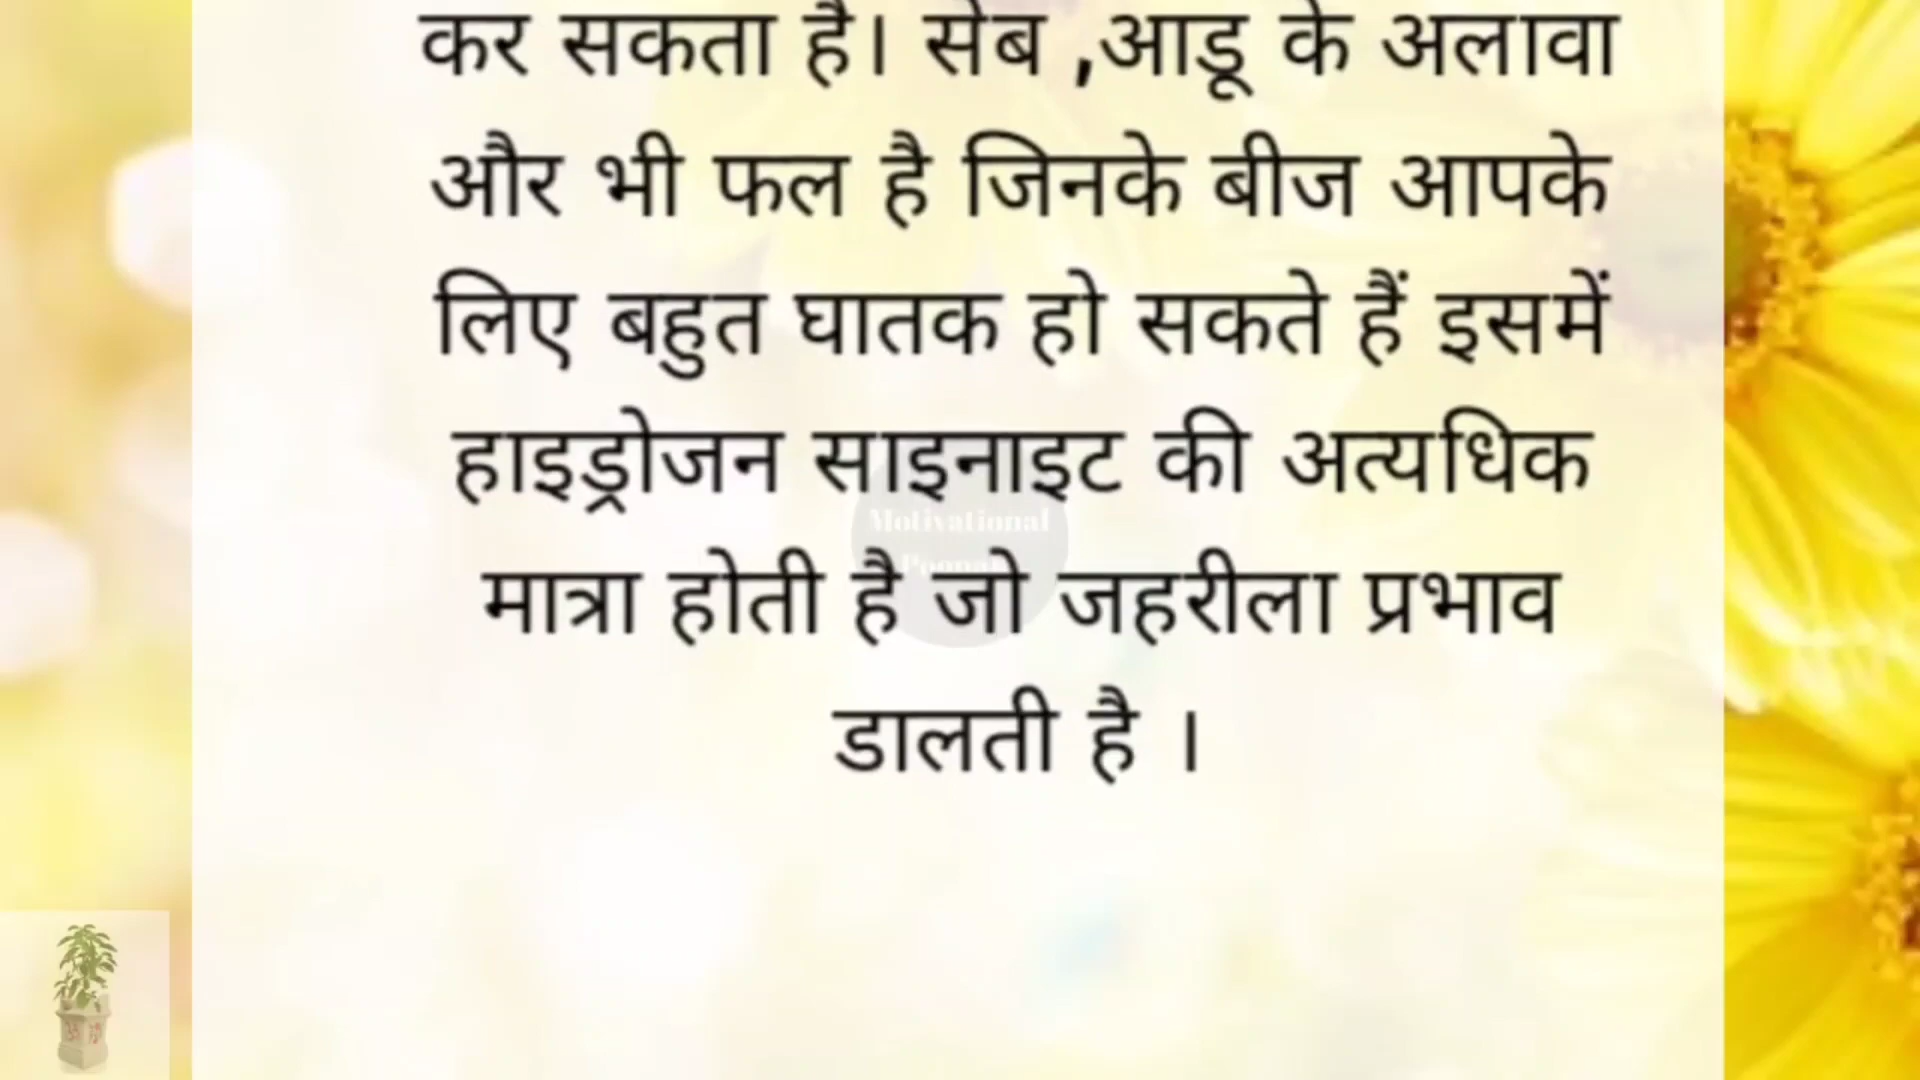 कर सकता है। सेब ,आडू के अलावा
और भी फल है जिनके बीज आपके
लिए बहुत घातक हो सकते हैं इसमें
हाइड्रोजन साइनाइट की अत्यधिक
Motivational
मात्रा होती है जो जहरीला प्रभाव
डालती है ।